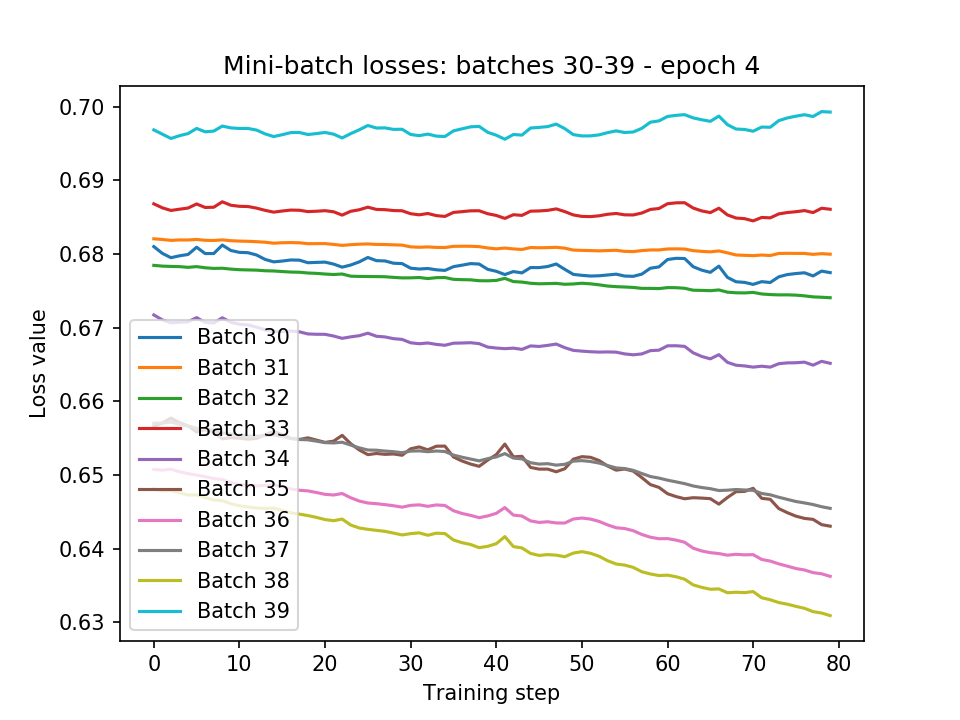 Mini-batch losses: batches 30-39 - epoch 4
0.70
0.69
0.68
0.67
0.66
0.65
0.64
0.63
Loss value
Batch 30
Batch 31
Batch 32
Batch 33
Batch 34
Batch 35
Batch 36
Batch 37
Batch 38
Batch 39
0 10 20 30 40 50 60 70 80
Training step